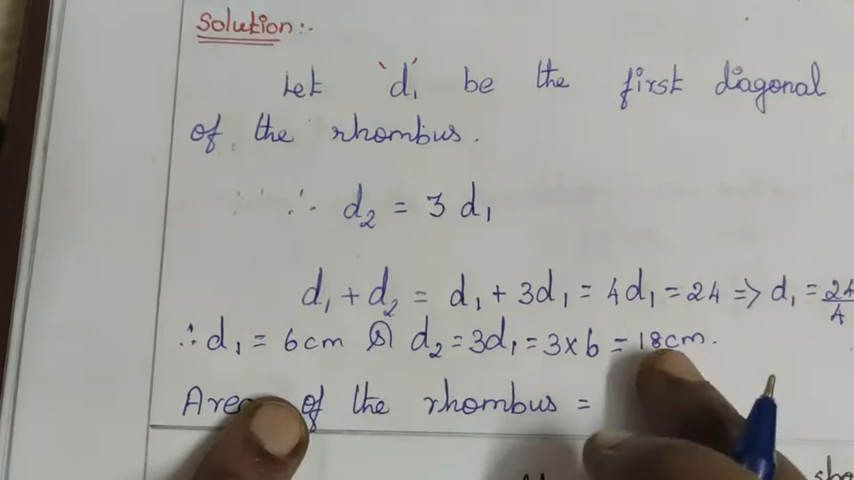 Solution:-
Let 'd₁' be the first diagonal
of the rhombus.
∴ d₂ = 3 d₁
d₁ + d₂ = d₁ + 3d₁ = 4d₁ = 24 => d₁ = 24/4
∴ d₁ = 6cm & d₂ = 3d₁ = 3×6 = 18cm.
Area of the rhombus =